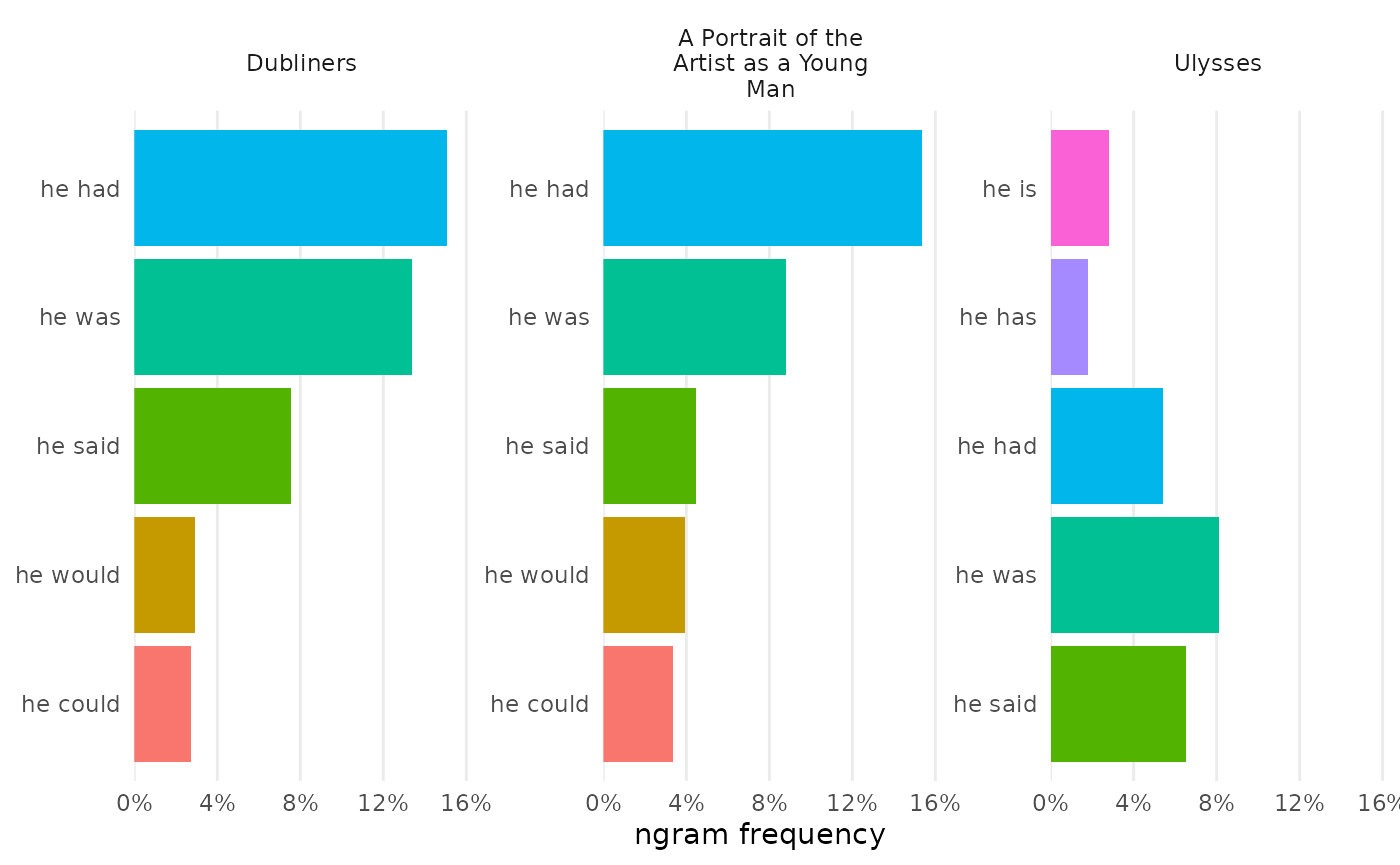 Dubliners
he had
he was
he said
he would
he could
0% 4% 8% 12% 16%
A Portrait of the
Artist as a Young
Man
he had
he was
he said
he would
he could
0% 4% 8% 12% 16%
Ulysses
he is
he has
he had
he was
he said
0% 4% 8% 12% 16%
ngram frequency